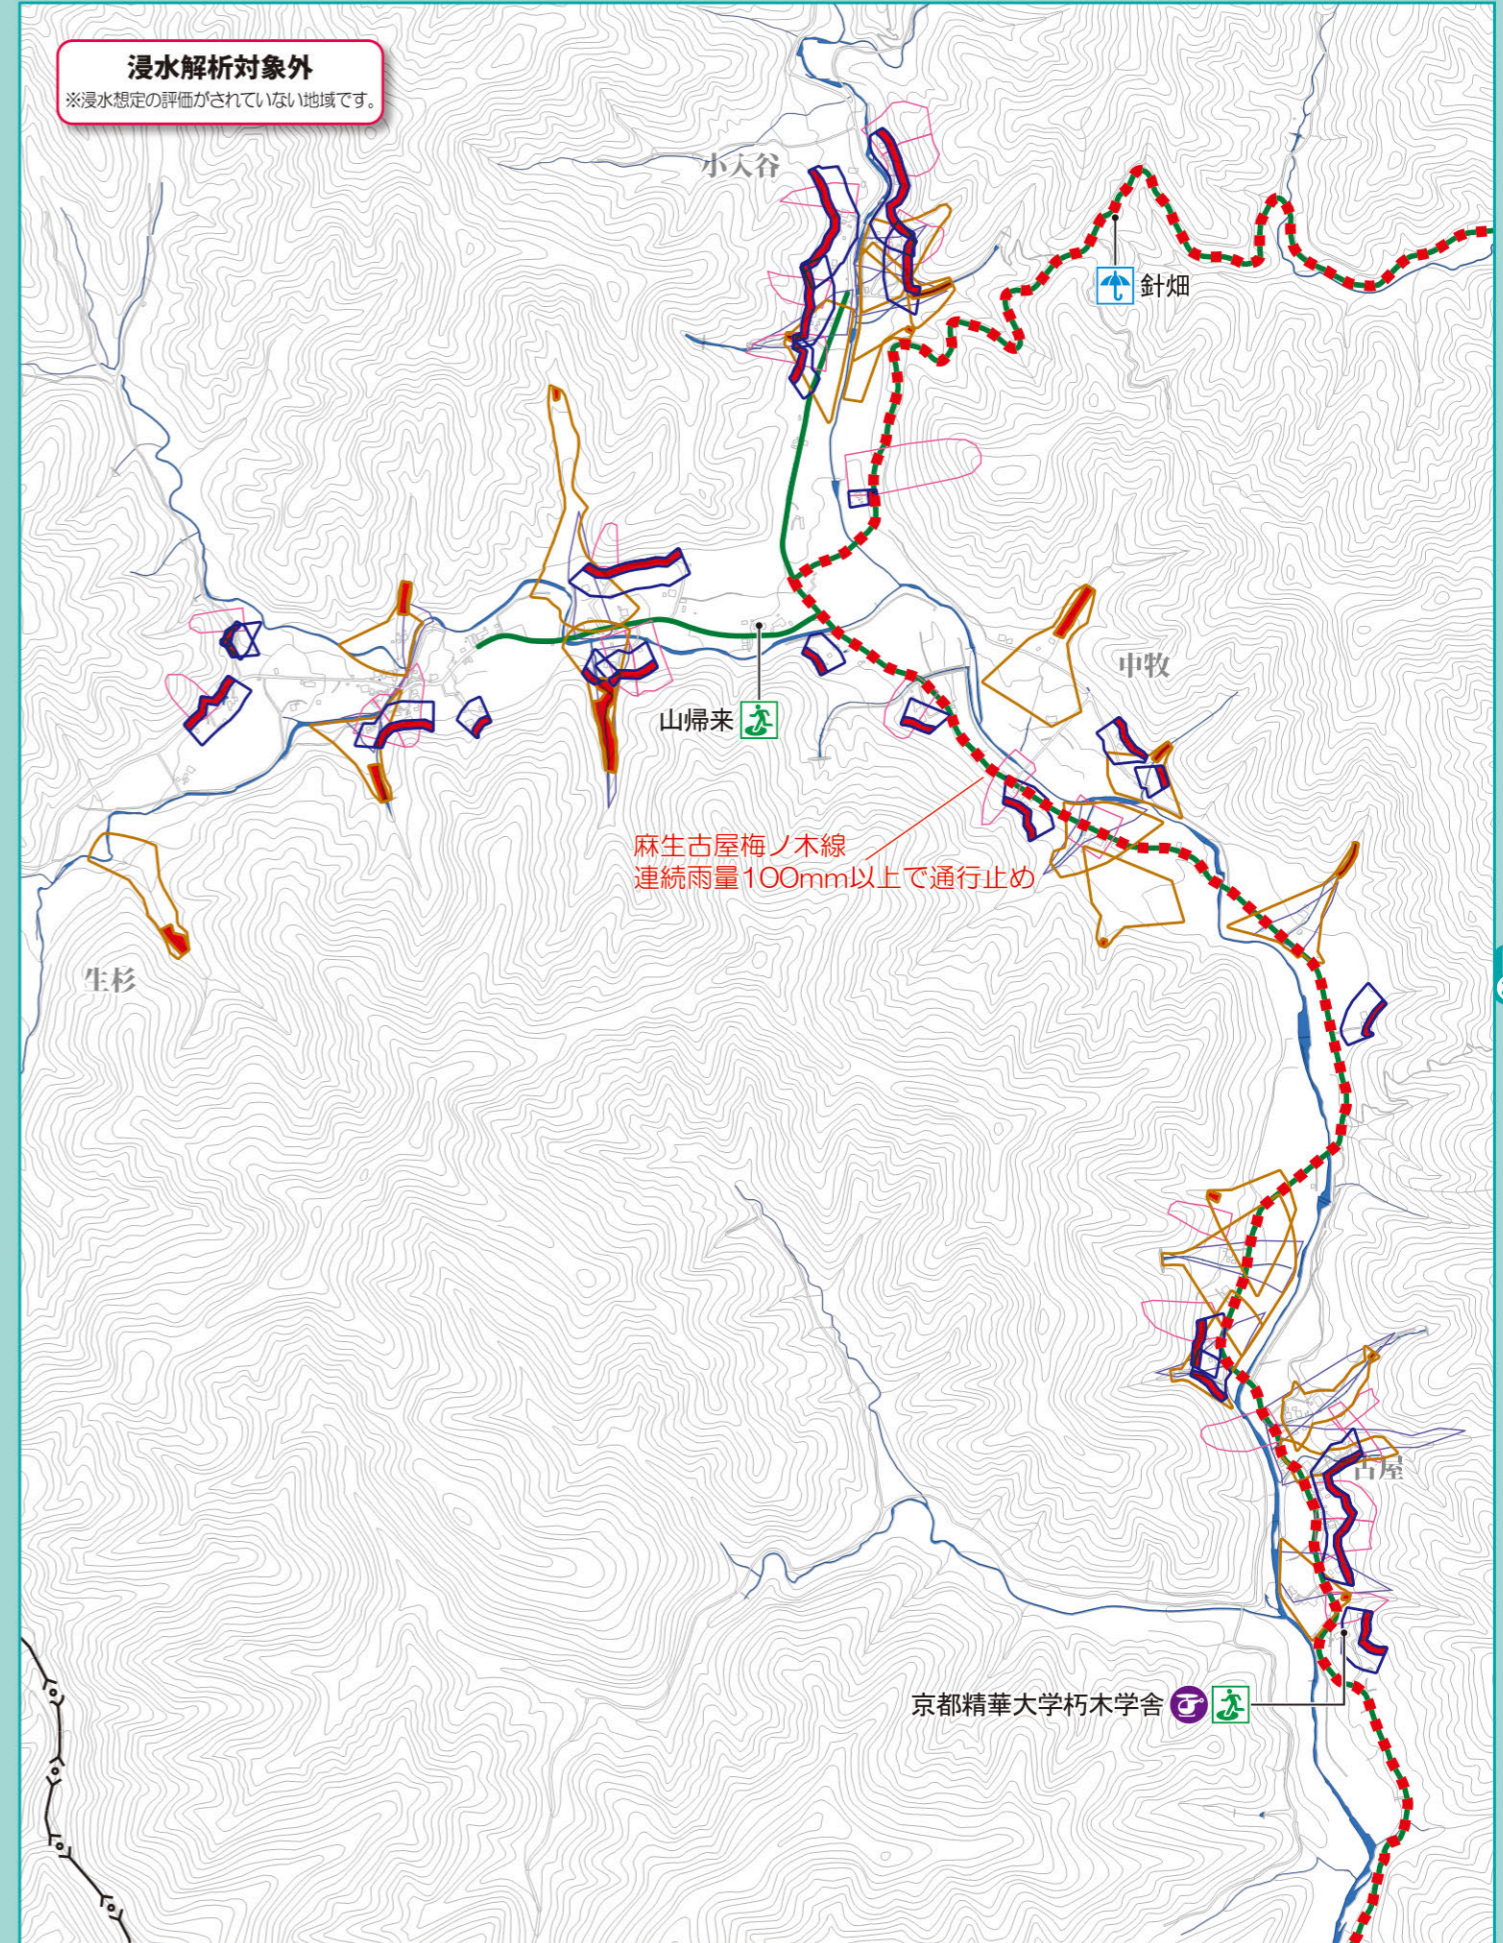 浸水解析対象外
※浸水想定の評価がされていない地域です。
小入谷
針畑
中牧
山帰来
麻生古屋梅ノ木線
連続雨量100mm以上で通行止め
生杉
古屋
京都精華大学朽木学舎